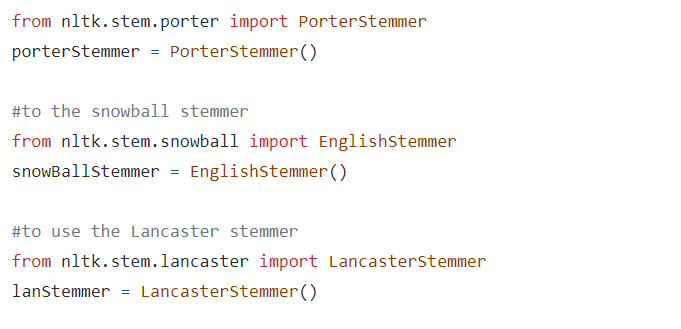 from nltk.stem.porter import PorterStemmer
porterStemmer = PorterStemmer()
#to the snowball stemmer
from nltk.stem.snowball import EnglishStemmer
snowBallStemmer = EnglishStemmer()
#to use the Lancaster stemmer
from nltk.stem.lancaster import LancasterStemmer
lanStemmer = LancasterStemmer()